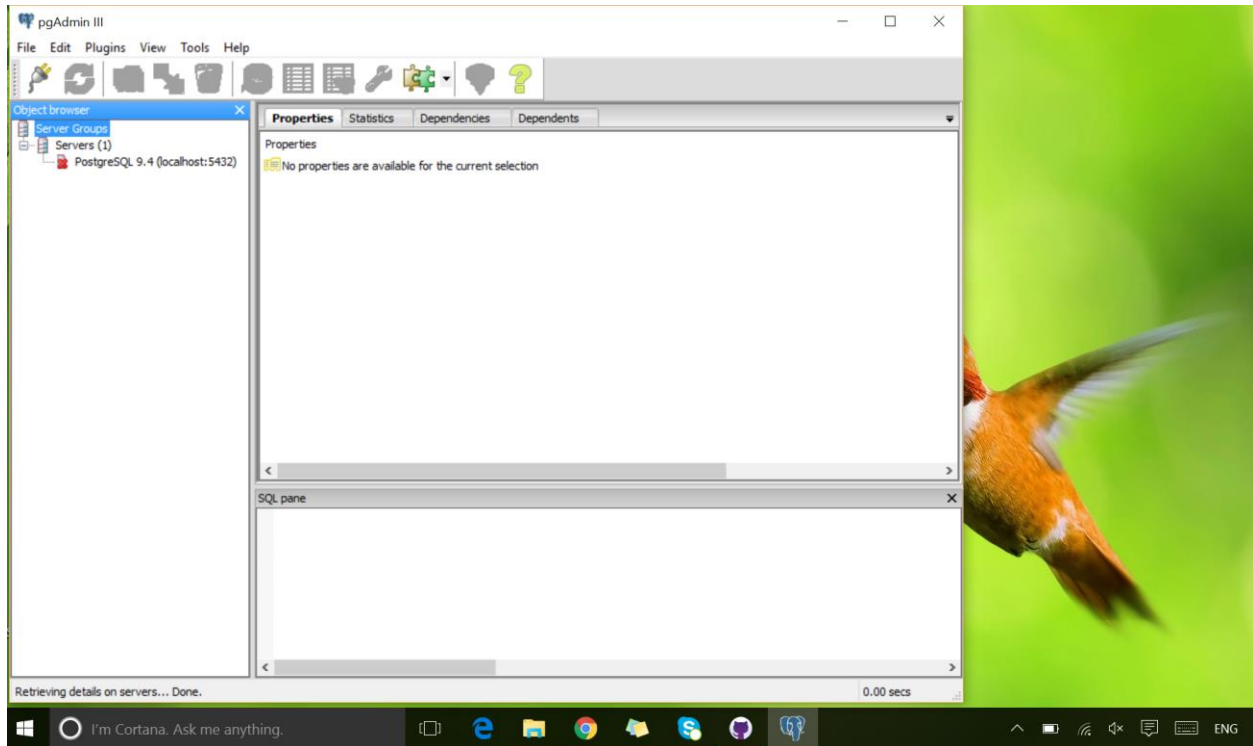 pgAdmin III
File Edit Plugins View Tools Help
Object browser
Server Groups
Servers (1)
PostgreSQL 9.4 (localhost:5432)
Properties Statistics Dependencies Dependents
Properties
No properties are available for the current selection
SQL pane
Retrieving details on servers... Done.
0.00 secs
I'm Cortana. Ask me anything.
ENG